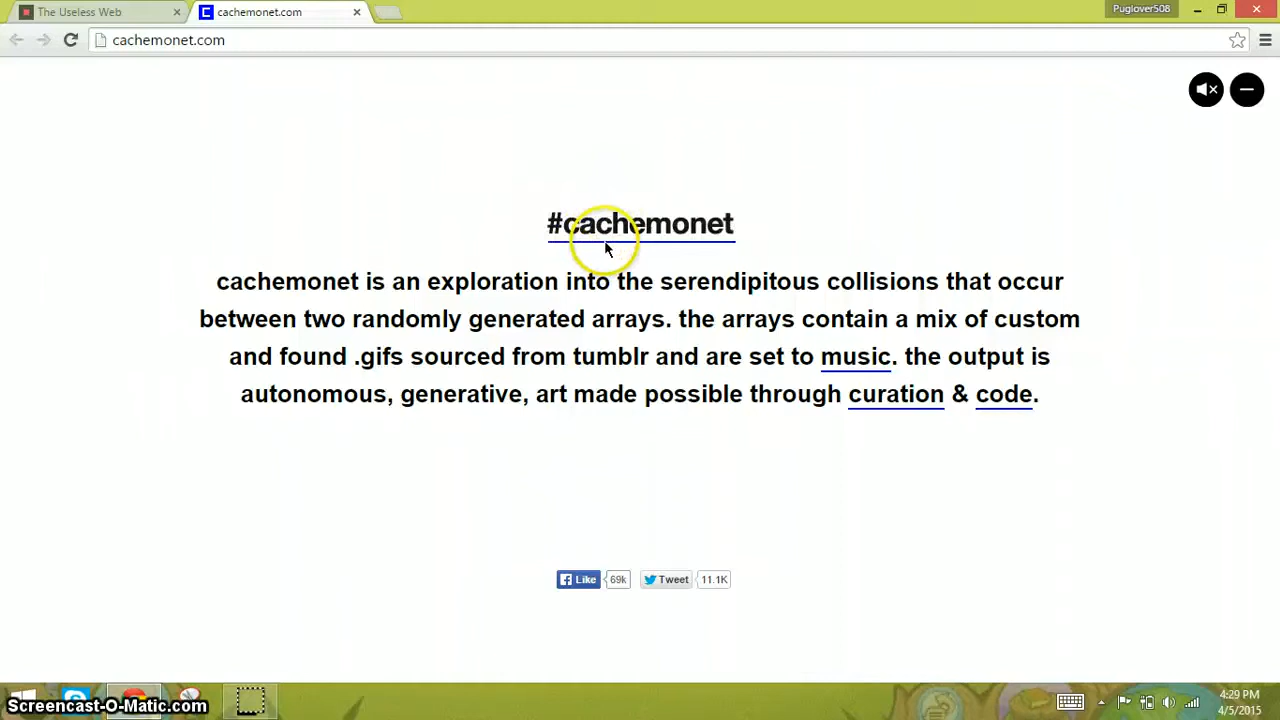 The Useless Web
cachemonet.com
Puglover508
cachemonet.com
#cachemonet
cachemonet is an exploration into the serendipitous collisions that occur
between two randomly generated arrays. the arrays contain a mix of custom
and found .gifs sourced from tumblr and are set to music. the output is
autonomous, generative, art made possible through curation & code.
Like 69k Tweet 11.1K
Screencast-O-Matic.com
4:29 PM
4/5/2015